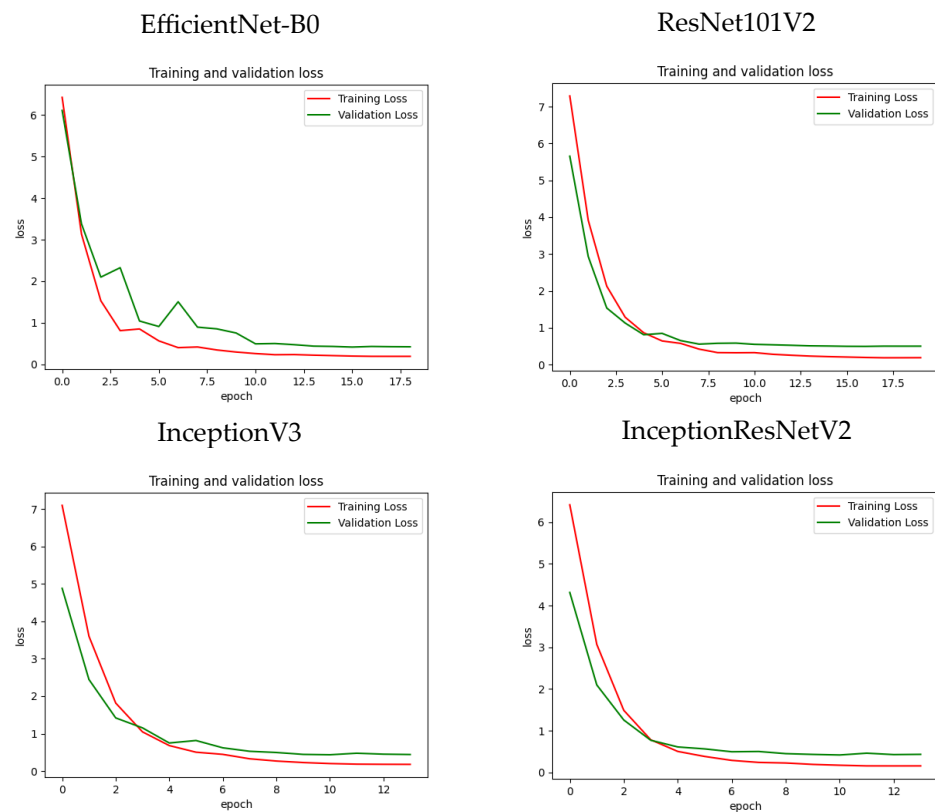 EfficientNet-B0
Training and validation loss
Training Loss
Validation Loss
6
5
4
3
2
1
0
loss
0.0 2.5 5.0 7.5 10.0 12.5 15.0 17.5
epoch
ResNet101V2
Training and validation loss
Training Loss
Validation Loss
7
6
5
4
3
2
1
0
loss
0.0 2.5 5.0 7.5 10.0 12.5 15.0 17.5
epoch
InceptionV3
Training and validation loss
Training Loss
Validation Loss
7
6
5
4
3
2
1
0
loss
0 2 4 6 8 10 12
epoch
InceptionResNetV2
Training and validation loss
Training Loss
Validation Loss
6
5
4
3
2
1
0
loss
0 2 4 6 8 10 12
epoch